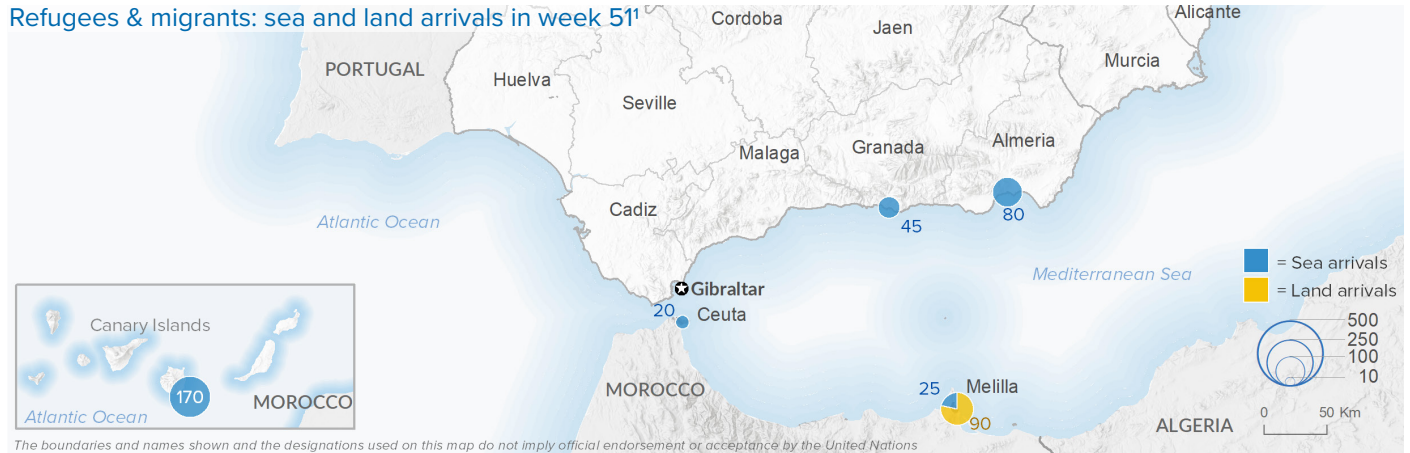 Refugees & migrants: sea and land arrivals in week 51¹
Cordoba
Alicante
Jaen
PORTUGAL
Huelva
Murcia
Seville
Almeria
Granada
Malaga
Cadiz
80
Atlantic Ocean
45
Mediterranean Sea
= Sea arrivals
Gibraltar
= Land arrivals
20
Ceuta
500
Canary Islands
250
100
10
MOROCCO
25
Melilla
170
MOROCCO
0
50 Km
Atlantic Ocean
90
ALGERIA
The boundaries and names shown and the designations used on this map do not imply official endorsement or acceptance by the United Nations